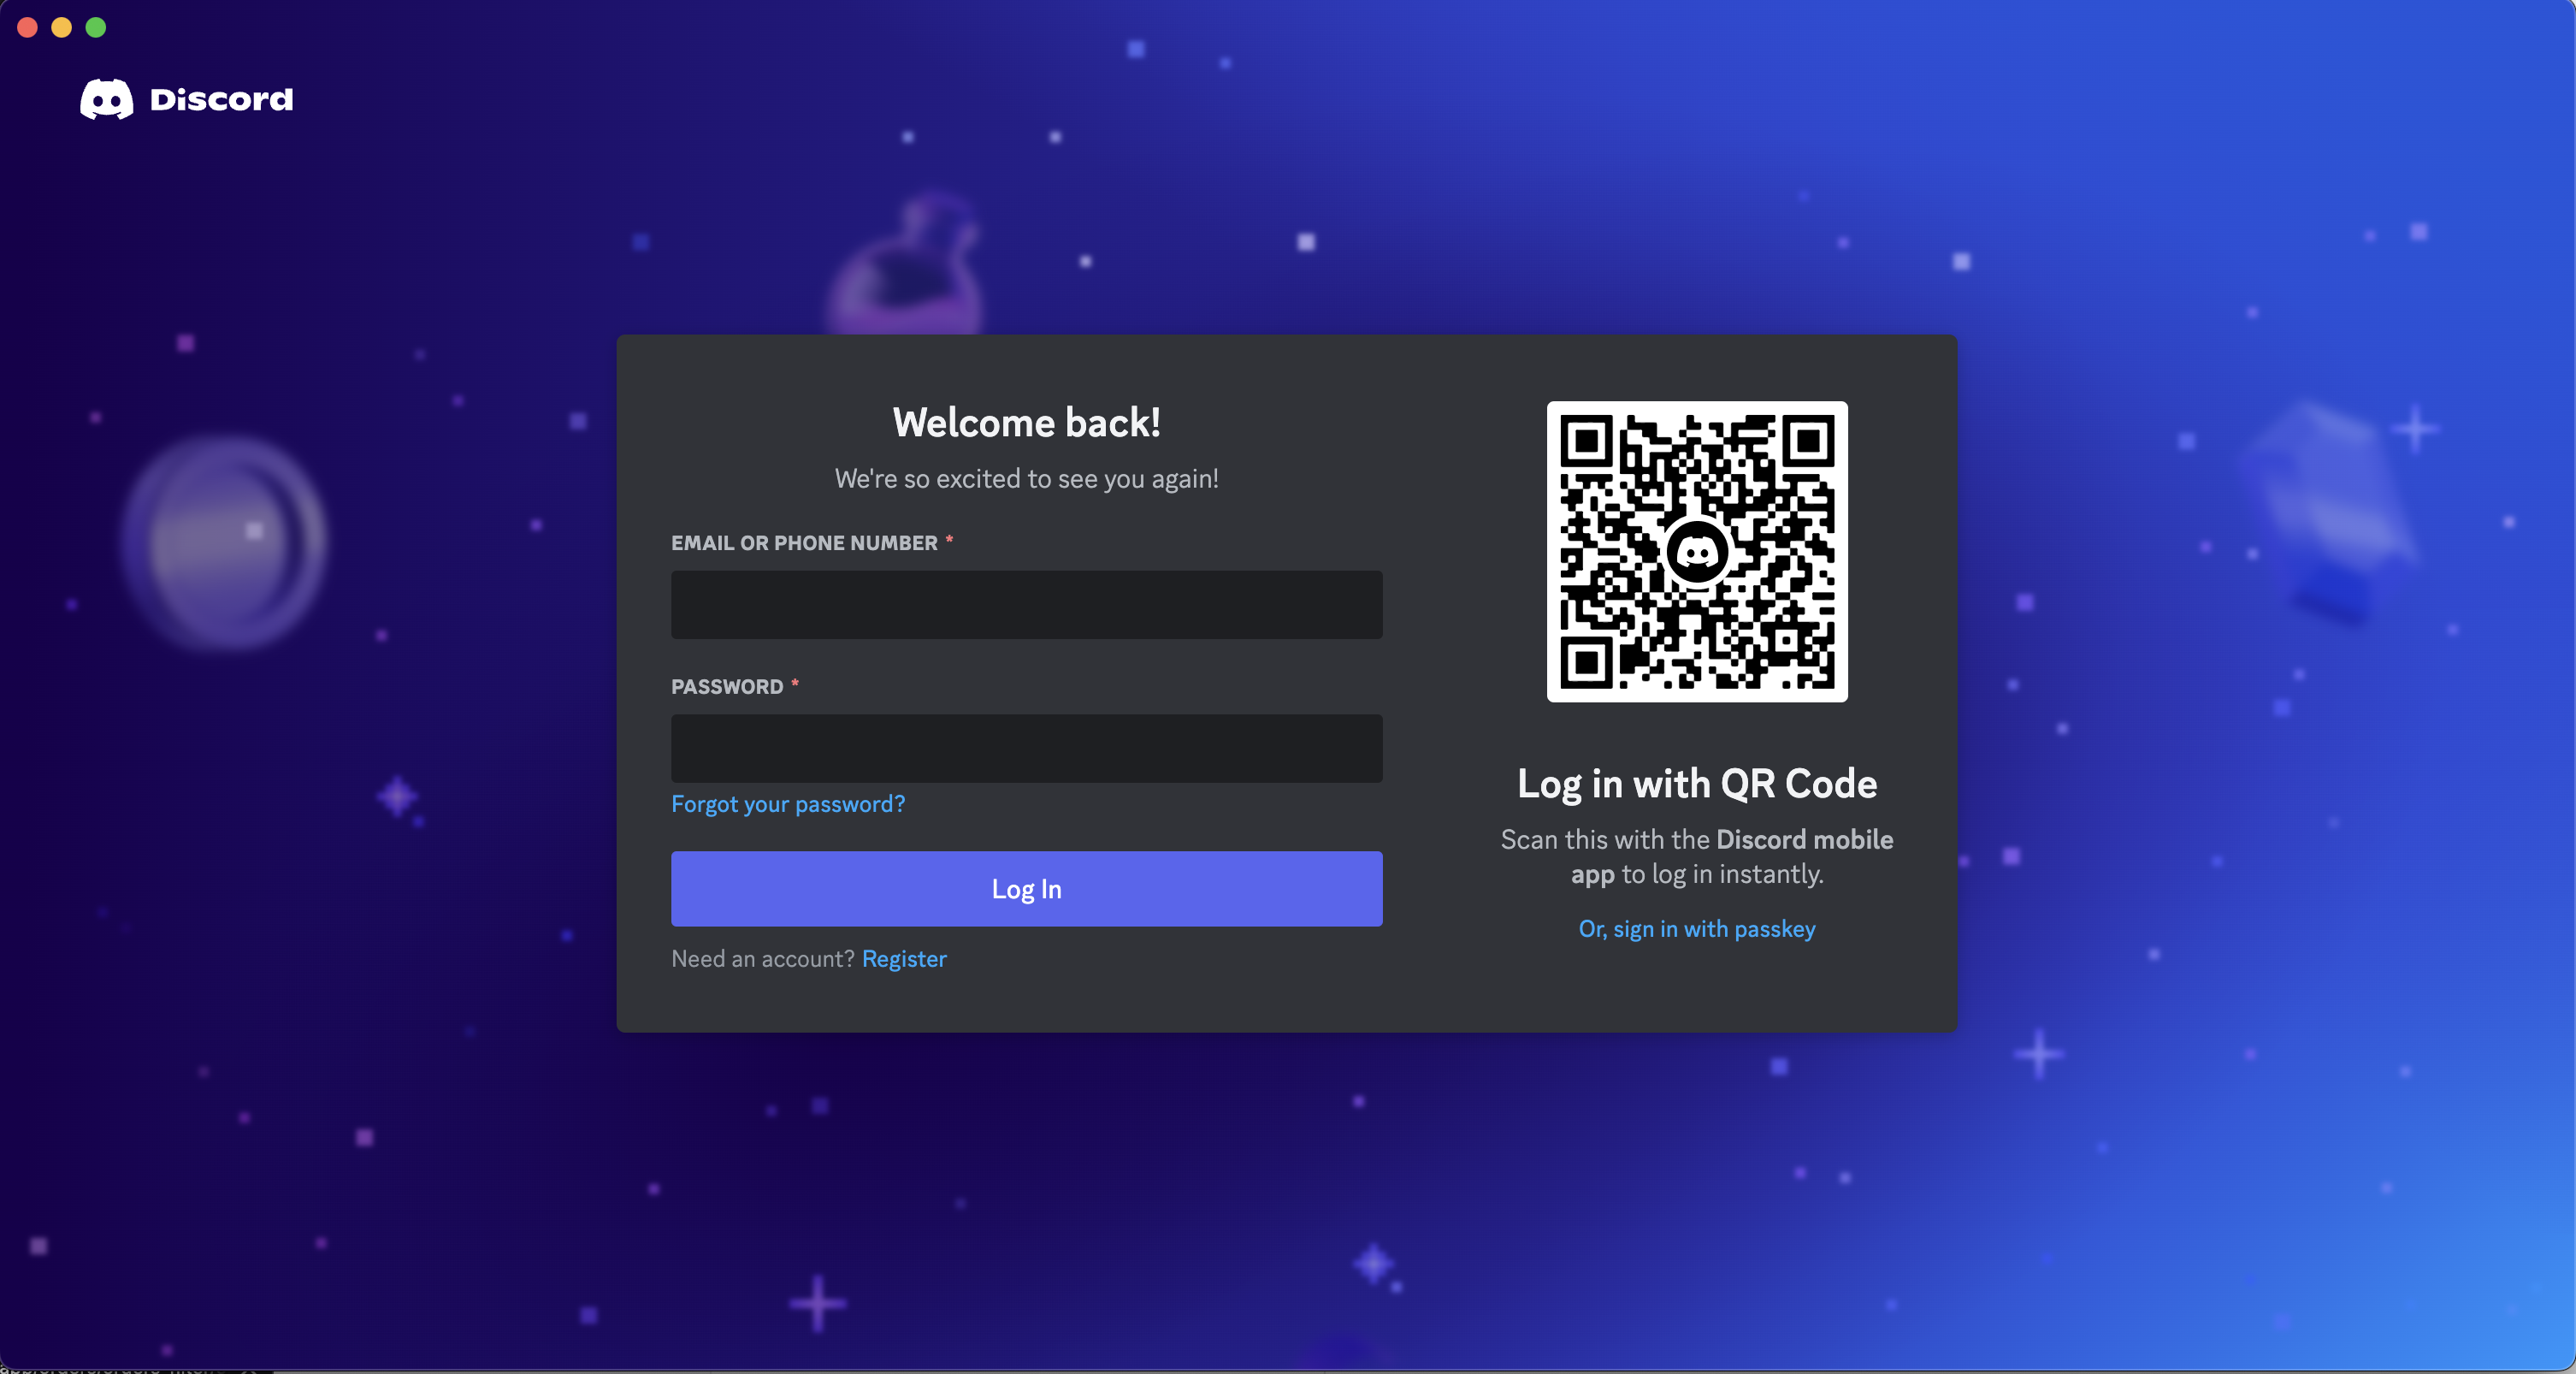 Discord
Welcome back!
We're so excited to see you again!
EMAIL OR PHONE NUMBER *
PASSWORD *
Forgot your password?
Log In
Need an account? Register
Log in with QR Code
Scan this with the Discord mobile
app to log in instantly.
Or, sign in with passkey